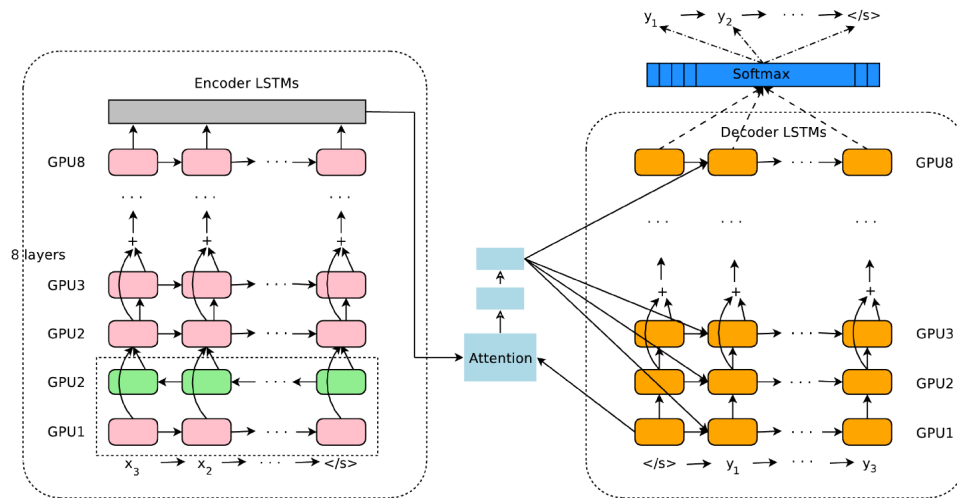 y1 y2 · · · </s>
Softmax
Encoder LSTMs
Decoder LSTMs
GPU8 · · · · · · GPU8
· · · · · · · · · · · · · · ·
+ + +
8 layers
GPU3 · · ·
+ + +
GPU2 · · · · · · GPU3
Attention
GPU2 · · · · · · GPU2
GPU1 · · · · · · GPU1
x3 x2 · · · </s> </s> y1 · · · y3